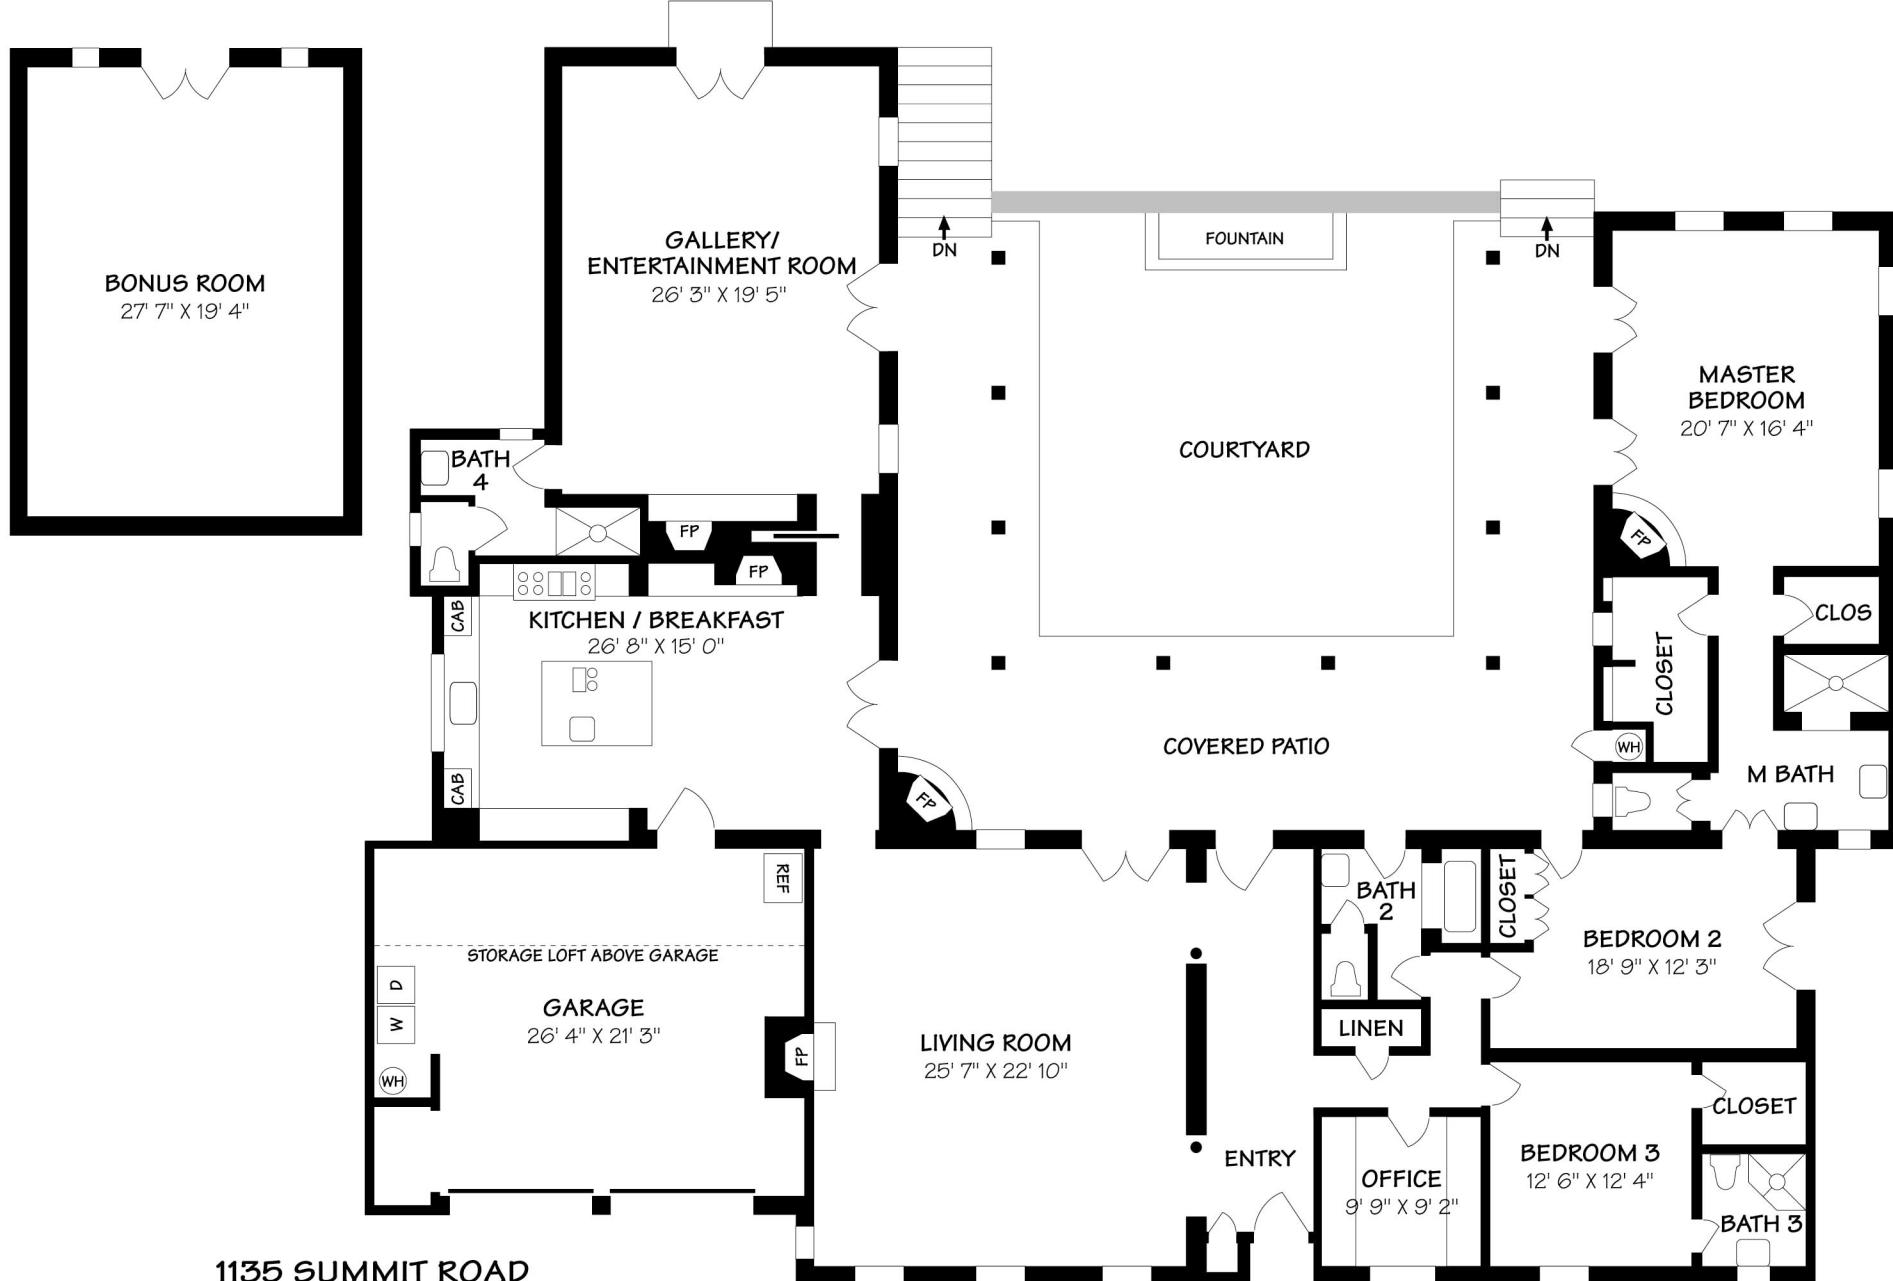 BONUS ROOM
27' 7" X 19' 4"
GALLERY/
ENTERTAINMENT ROOM
26' 3" X 19' 5"
DN
FOUNTAIN
DN
MASTER
BEDROOM
20' 7" X 16' 4"
COURTYARD
BATH
4
FP
FP
FP
CAB
KITCHEN / BREAKFAST
26' 8" X 15' 0"
CLOS
CLOSET
COVERED PATIO
WH
M BATH
CAB
FP
REF
BATH
2
CLOSET
BEDROOM 2
18' 9" X 12' 3"
STORAGE LOFT ABOVE GARAGE
D
W
WH
GARAGE
26' 4" X 21' 3"
FP
LIVING ROOM
25' 7" X 22' 10"
LINEN
CLOSET
ENTRY
OFFICE
9' 9" X 9' 2"
BEDROOM 3
12' 6" X 12' 4"
BATH 3
1135 SUMMIT ROAD